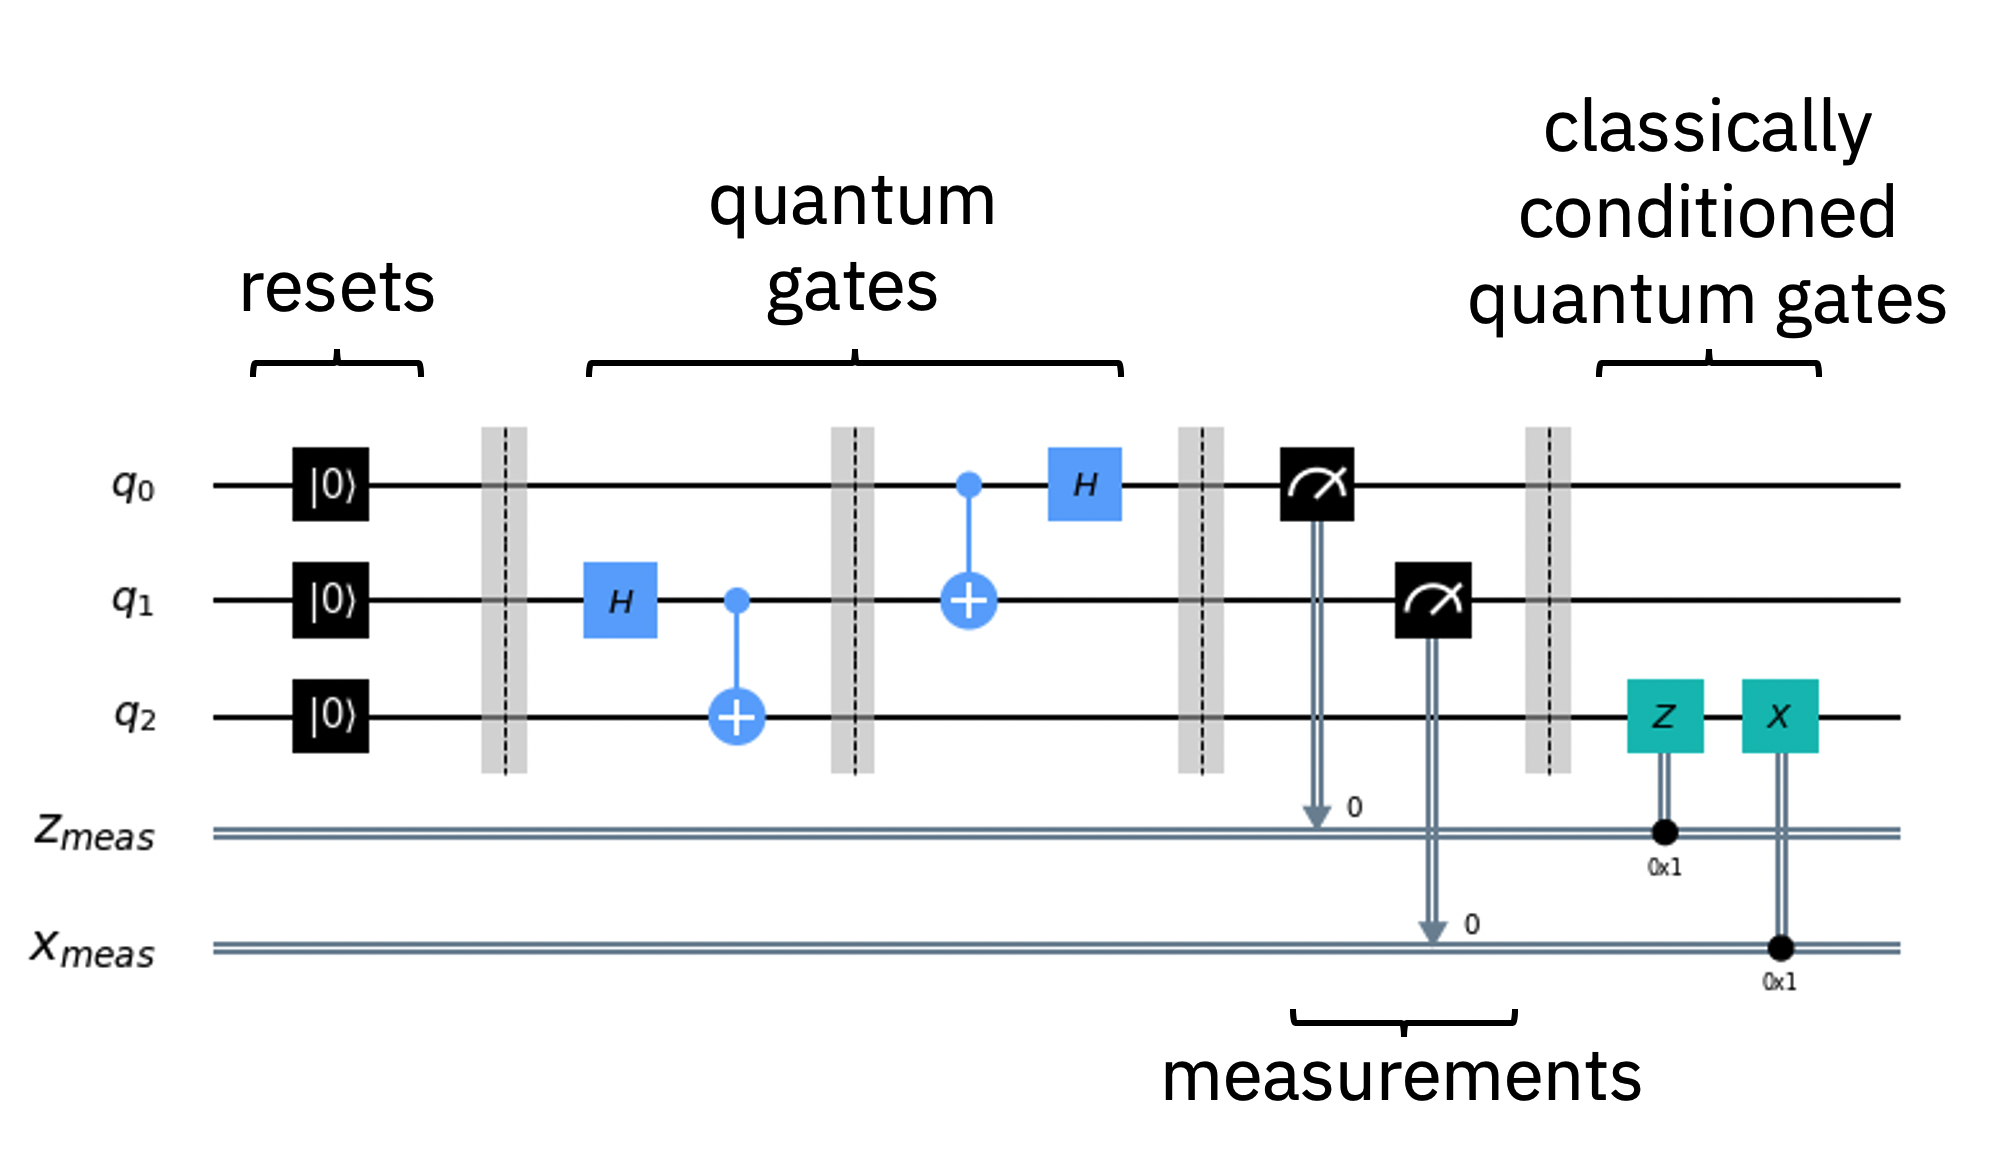 classically
conditioned
quantum gates
quantum
gates
resets
q0 |0⟩ H
q1 |0⟩ H
q2 |0⟩ Z X
zmeas 0
0x1
xmeas 0
0x1
measurements